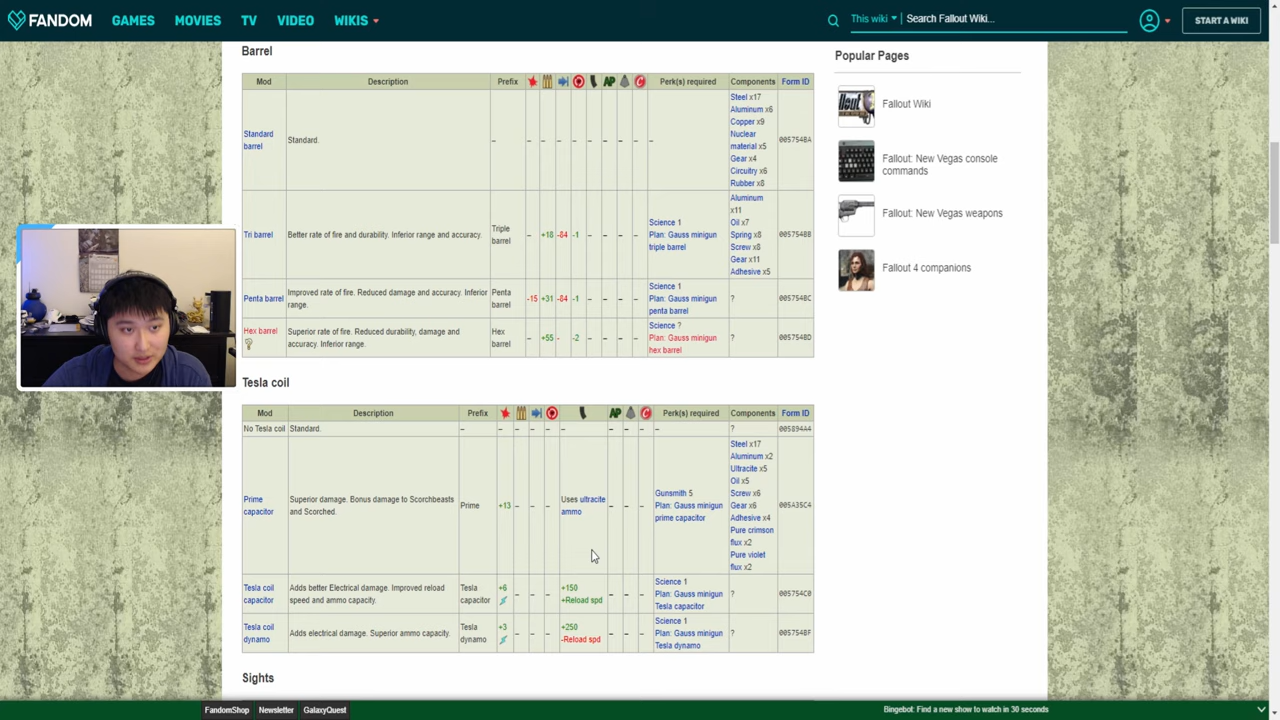 FANDOM
GAMES
MOVIES
TV
VIDEO
WIKIS
This wiki
Search Fallout Wiki...
START A WIKI
Barrel
Mod Description Prefix AP Perk(s) required Components Form ID
Standard barrel
Standard.
–
– – – – – – – –
–
Steel x17
Aluminum x6
Copper x9
Nuclear
material x5
Gear x4
Circuitry x6
Rubber x8
005754BA
Tri barrel
Better rate of fire and durability. Inferior range and accuracy.
Triple
barrel
– +18 -84 -1 – – – –
Science 1
Plan: Gauss minigun
triple barrel
Aluminum
x11
Oil x7
Spring x8
Screw x8
Gear x11
Adhesive x5
005754BB
Penta barrel
Improved rate of fire. Reduced damage and accuracy. Inferior
range.
Penta
barrel
-15 +31 -84 -1 – – – –
Science 1
Plan: Gauss minigun
penta barrel
?
005754BC
Hex barrel
Superior rate of fire. Reduced durability, damage and
accuracy. Inferior range.
Hex
barrel
– +55 - -2 – – – –
Science ?
Plan: Gauss minigun
hex barrel
?
005754BD
Tesla coil
Mod Description Prefix AP Perk(s) required Components Form ID
No Tesla coil Standard. – – – – – – – – – – ? 005894A4
Prime
capacitor
Superior damage. Bonus damage to Scorchbeasts
and Scorched.
Prime
+13 – – –
Uses ultracite
ammo
– – –
Gunsmith 5
Plan: Gauss minigun
prime capacitor
Steel x17
Aluminum x2
Ultracite x5
Oil x5
Screw x6
Gear x6
Adhesive x4
Pure crimson
flux x2
Pure violet
flux x2
005A35C4
Tesla coil
capacitor
Adds better Electrical damage. Improved reload
speed and ammo capacity.
Tesla
capacitor
+6
– – –
+150
+Reload spd
– – –
Science 1
Plan: Gauss minigun
Tesla capacitor
?
005754C0
Tesla coil
dynamo
Adds electrical damage. Superior ammo capacity.
Tesla
dynamo
+3
– – –
+250
-Reload spd
– – –
Science 1
Plan: Gauss minigun
Tesla dynamo
?
005754BF
Sights
Popular Pages
Fallout Wiki
Fallout: New Vegas console
commands
Fallout: New Vegas weapons
Fallout 4 companions
FandomShop
Newsletter
GalaxyQuest
Bingebot: Find a new show to watch in 30 seconds